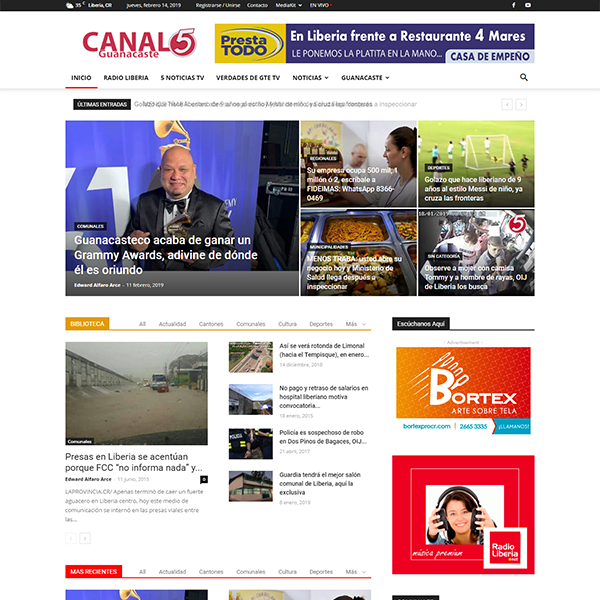 35 C Liberia, CR jueves, febrero 14, 2019 Registrarse / Unirse Contacto MediaKit EN VIVO
CANAL 5
Guanacaste
Presta TODO
En Liberia frente a Restaurante 4 Mares
LE PONEMOS LA PLATITA EN LA MANO...
CASA DE EMPEÑO
INICIO RADIO LIBERIA 5 NOTICIAS TV VERDADES DE GTE TV NOTICIAS GUANACASTE
ÚLTIMAS ENTRADAS
COMUNALES
Guanacasteco acaba de ganar un
Grammy Awards, adivine de dónde
él es oriundo
Edward Alfaro Arce - 11 febrero, 2019
REGIONALES
Su empresa ocupa 500 mil, 1
millón ó 2, escríbale a
FIDEIMAS: WhatsApp 8366-
0469
DEPORTES
Golazo que hace liberiano de 9
años al estilo Messi de niño, ya
cruza las fronteras
MUNICIPALIDADES
MENOS TRABA: usted abre su
negocio hoy y Ministerio de
Salud llega después a
inspeccionar
18/01/2019
5
SIN CATEGORÍA
Observe a mujer con camisa
Tommy y a hombre de rayas, OIJ
de Liberia los busca
BIBLIOTECA All Actualidad Cantones Comunales Cultura Deportes Más
Comunales
Presas en Liberia se acentúan
porque FCC “no informa nada” y...
Edward Alfaro Arce - 11 junio, 2015 0
LAPROVINCIA.CR/ Apenas terminó de caer un fuerte
aguacero en Liberia centro, hoy este medio de
comunicación se internó en las presas viales entre
las...
Así se verá rotonda de Limonal
(hacia el Tempisque), en enero...
14 diciembre, 2018
No pago y retraso de salarios en
hospital liberiano motiva
convocatoria...
16 enero, 2015
Policía es sospechoso de robo
en Dos Pinos de Bagaces, OIJ...
21 abril, 2017
Guardia tendrá el mejor salón
comunal de Liberia, aquí la
exclusiva
8 enero, 2019
Escúchanos Aquí
- Advertisement -
BORTEX
ARTE SOBRE TELA
bortexprocr.com 2665 3335 ¡LLAMANOS!
música premium
Radio
Liberia
MAS RECIENTES All Actualidad Cantones Comunales Cultura Deportes Más